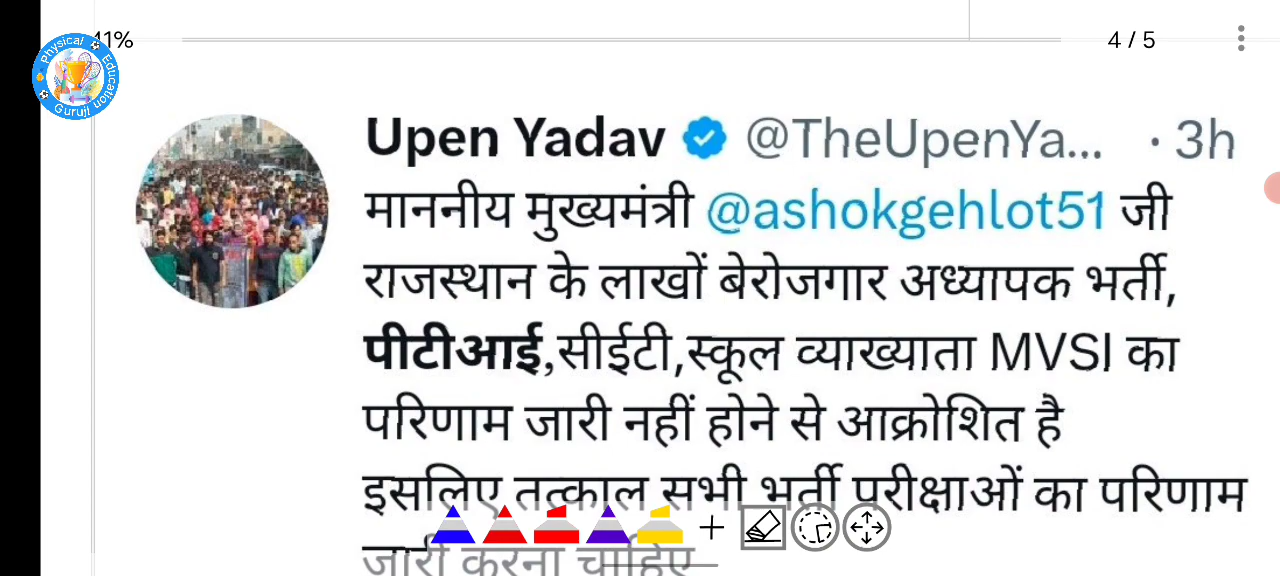 41%
4 / 5
Physical Education Guruji
Upen Yadav @TheUpenYa... · 3h
माननीय मुख्यमंत्री @ashokgehlot51 जी
राजस्थान के लाखों बेरोजगार अध्यापक भर्ती,
पीटीआई,सीईटी,स्कूल व्याख्याता MVSI का
परिणाम जारी नहीं होने से आक्रोशित है
इसलिए तत्काल सभी भर्ती परीक्षाओं का परिणाम
जारी करना चाहिए